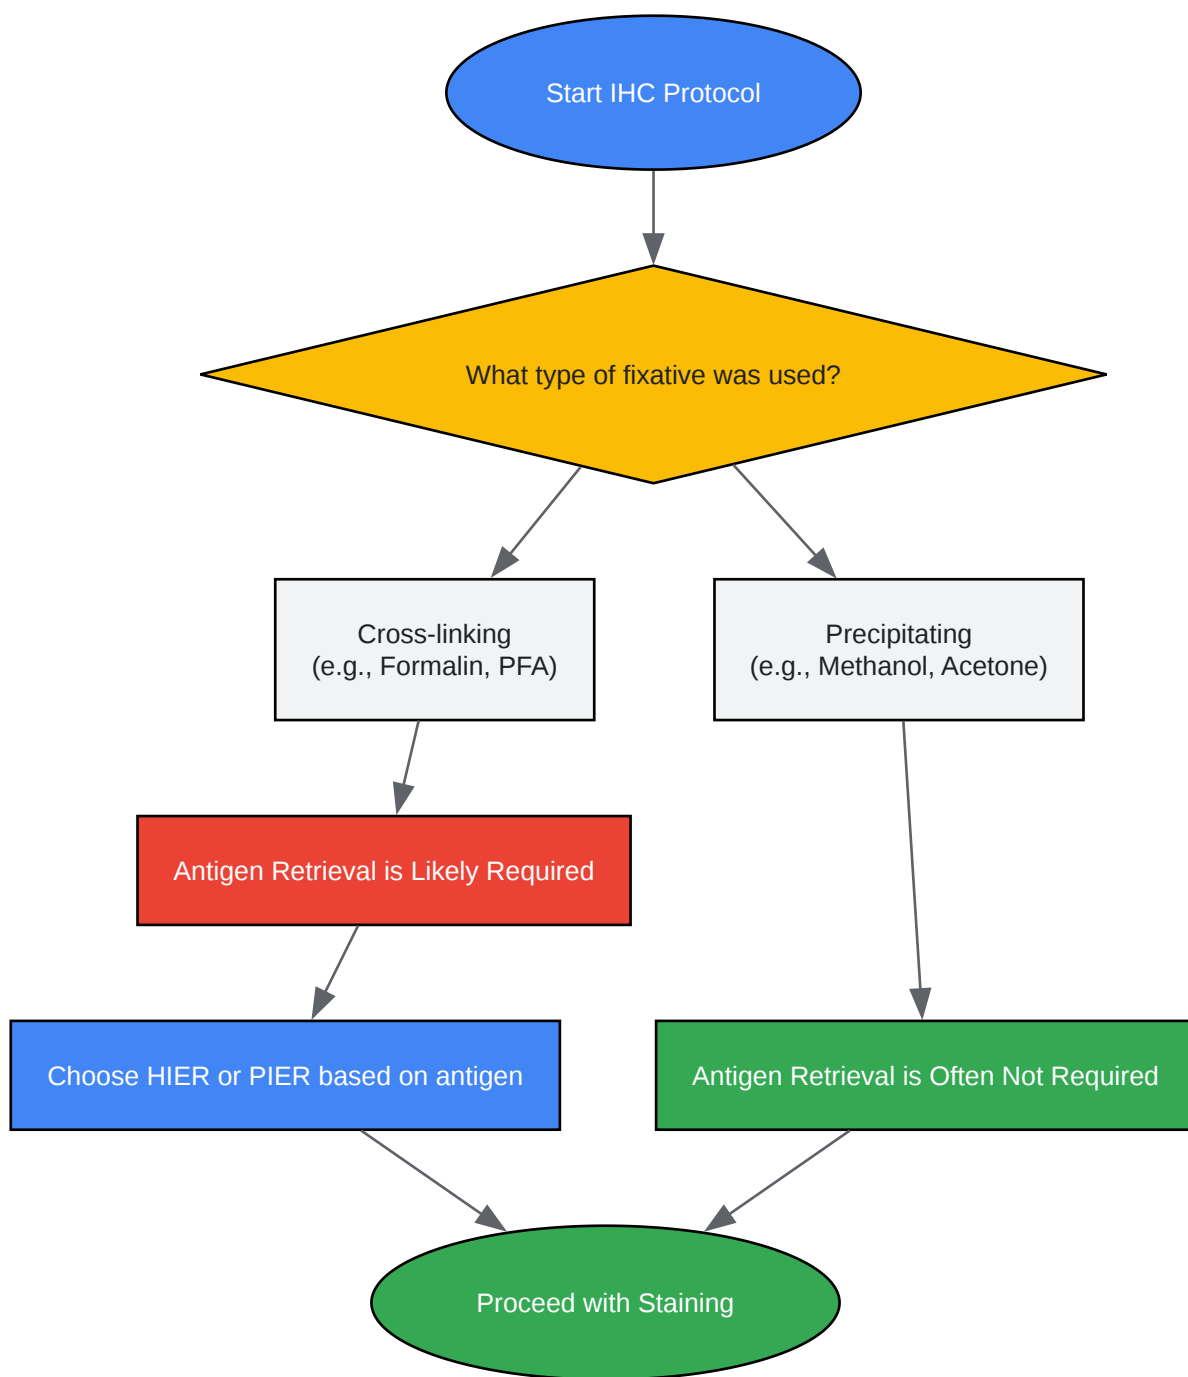 Start IHC Protocol
What type of fixative was used?
Cross-linking
(e.g., Formalin, PFA)
Precipitating
(e.g., Methanol, Acetone)
Antigen Retrieval is Likely Required
Choose HIER or PIER based on antigen
Antigen Retrieval is Often Not Required
Proceed with Staining